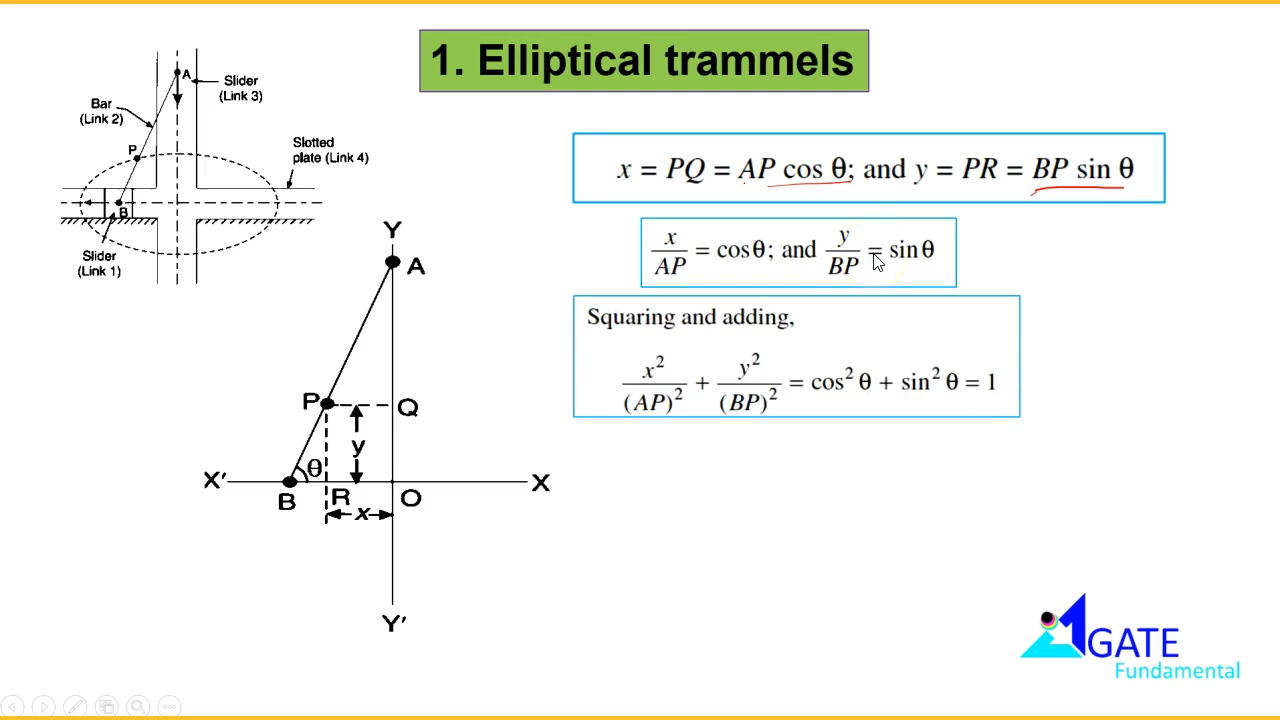 1. Elliptical trammels
A
Slider
(Link 3)
Bar
(Link 2)
P
Slotted
plate (Link 4)
B
Slider
(Link 1)
x = PQ = AP cos θ; and y = PR = BP sin θ
x/AP = cosθ; and y/BP = sinθ
Squaring and adding,
x²/(AP)² + y²/(BP)² = cos² θ + sin² θ = 1
Y
A
P
Q
y
θ
X'
B
R
O
X
x
Y'
GATE
Fundamental